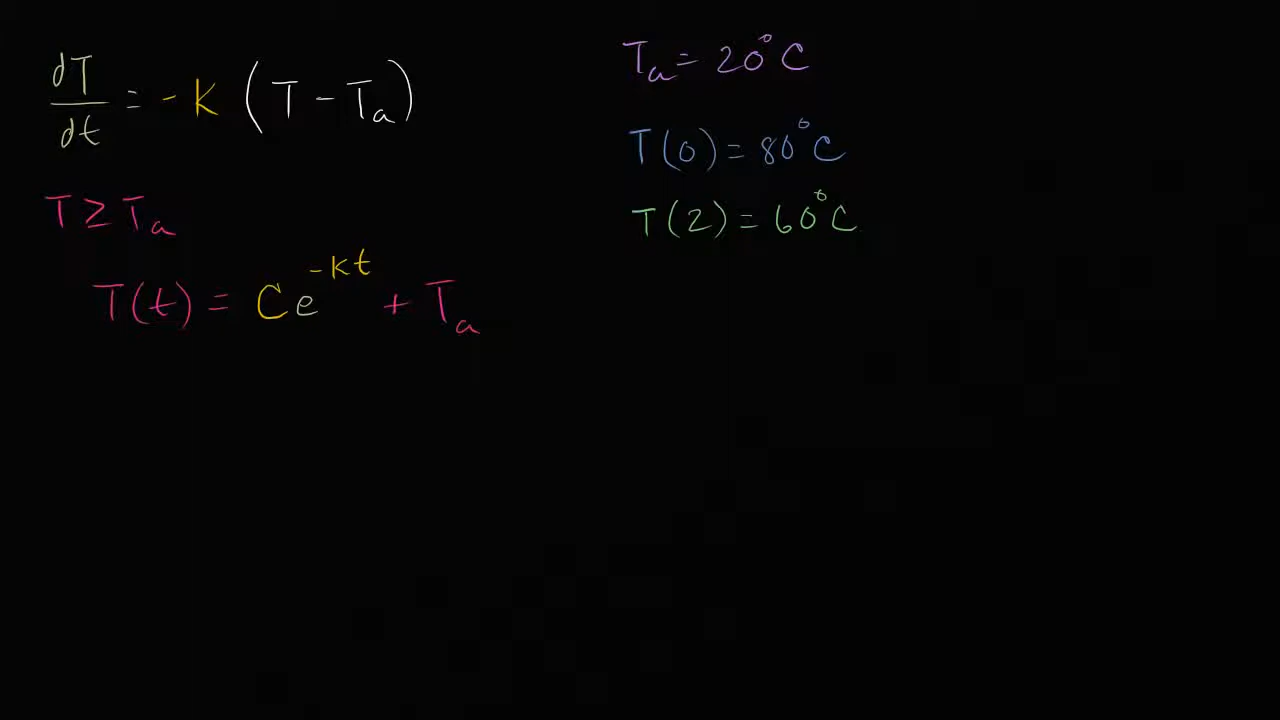 dT/dt = -K (T - Ta)
T ≥ Ta
T(t) = Ce^-Kt + Ta
Ta = 20°C
T(0) = 80°C
T(2) = 60°C